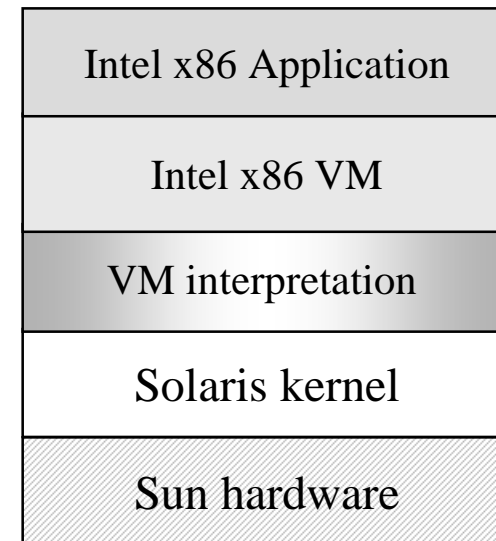 Intel x86 Application
Intel x86 VM
VM interpretation
Solaris kernel
Sun hardware